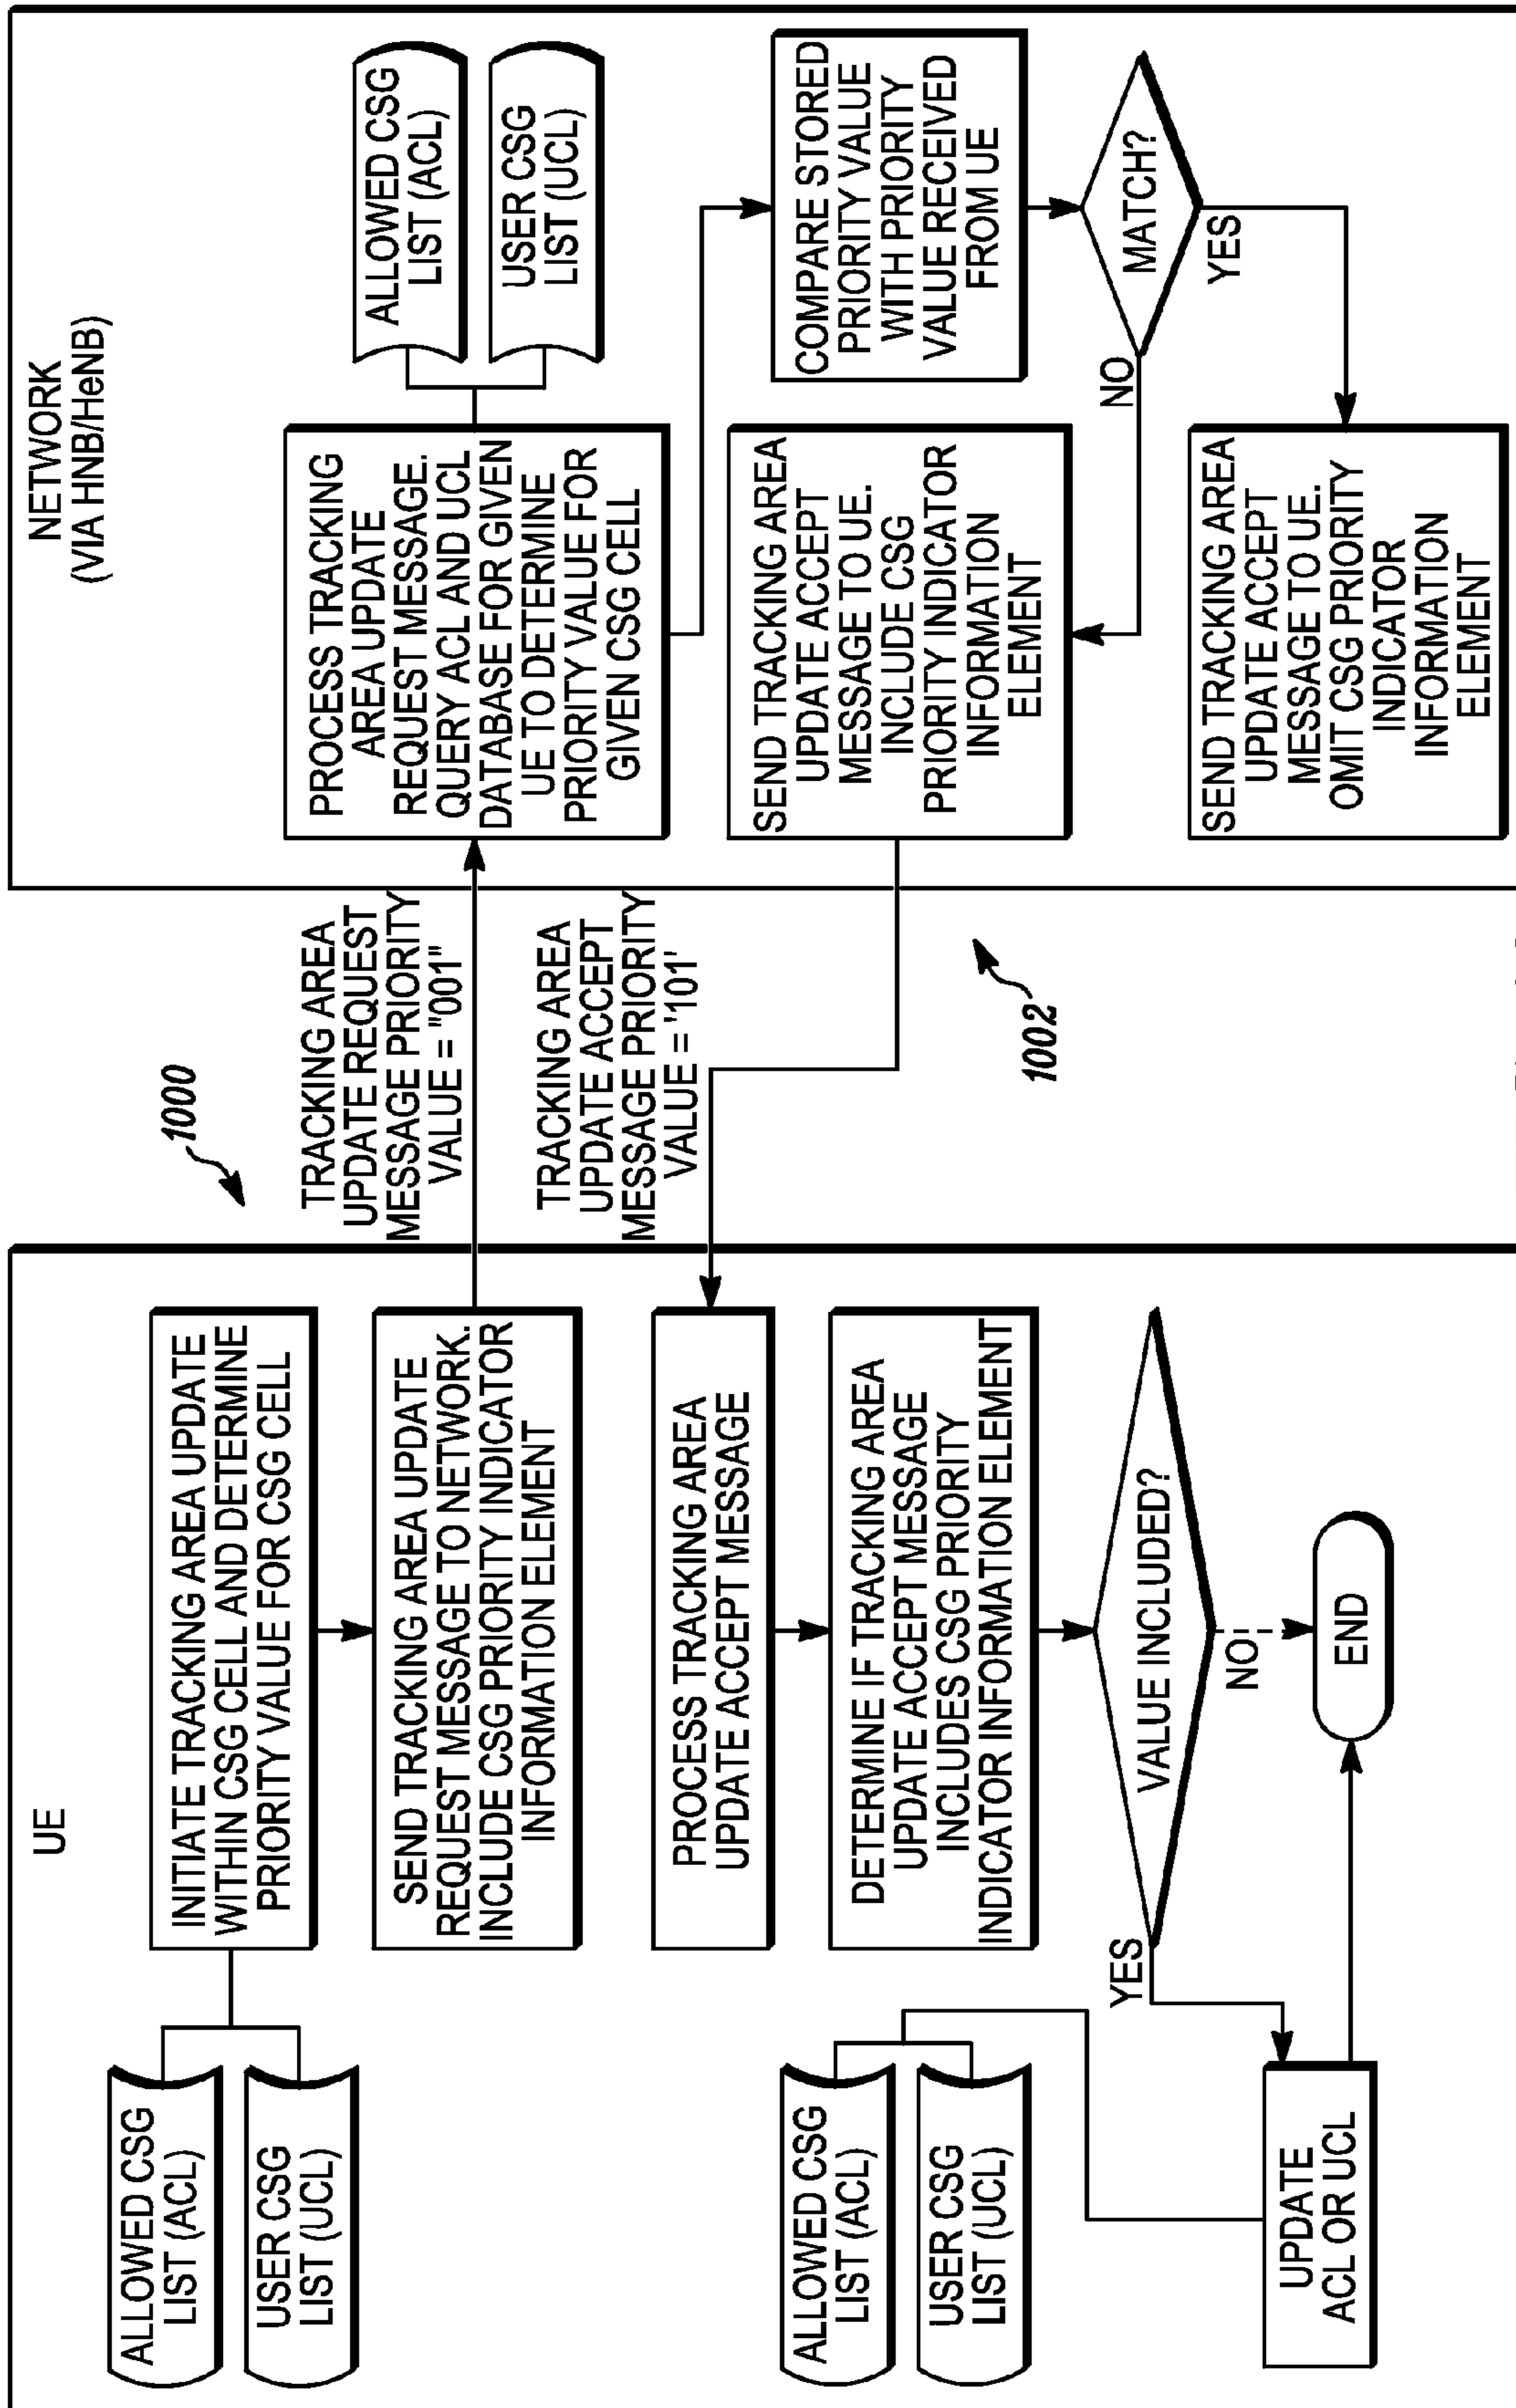 UE
ALLOWED CSG
LIST (ACL)
USER CSG
LIST (UCL)
INITIATE TRACKING AREA UPDATE
WITHIN CSG CELL AND DETERMINE
PRIORITY VALUE FOR CSG CELL
SEND TRACKING AREA UPDATE
REQUEST MESSAGE TO NETWORK.
INCLUDE CSG PRIORITY INDICATOR
INFORMATION ELEMENT
PROCESS TRACKING AREA
UPDATE ACCEPT MESSAGE
DETERMINE IF TRACKING AREA
UPDATE ACCEPT MESSAGE
INCLUDES CSG PRIORITY
INDICATOR INFORMATION ELEMENT
VALUE INCLUDED?
YES
NO
END
ALLOWED CSG
LIST (ACL)
USER CSG
LIST (UCL)
UPDATE
ACL OR UCL
1000
TRACKING AREA
UPDATE REQUEST
MESSAGE PRIORITY
VALUE = "001"
TRACKING AREA
UPDATE ACCEPT
MESSAGE PRIORITY
VALUE = '101'
1002
NETWORK
(VIA HNB/HeNB)
PROCESS TRACKING
AREA UPDATE
REQUEST MESSAGE.
QUERY ACL AND UCL
DATABASE FOR GIVEN
UE TO DETERMINE
PRIORITY VALUE FOR
GIVEN CSG CELL
ALLOWED CSG
LIST (ACL)
USER CSG
LIST (UCL)
COMPARE STORED
PRIORITY VALUE
WITH PRIORITY
VALUE RECEIVED
FROM UE
MATCH?
NO
YES
SEND TRACKING AREA
UPDATE ACCEPT
MESSAGE TO UE.
INCLUDE CSG
PRIORITY INDICATOR
INFORMATION
ELEMENT
SEND TRACKING AREA
UPDATE ACCEPT
MESSAGE TO UE.
OMIT CSG PRIORITY
INDICATOR
INFORMATION
ELEMENT